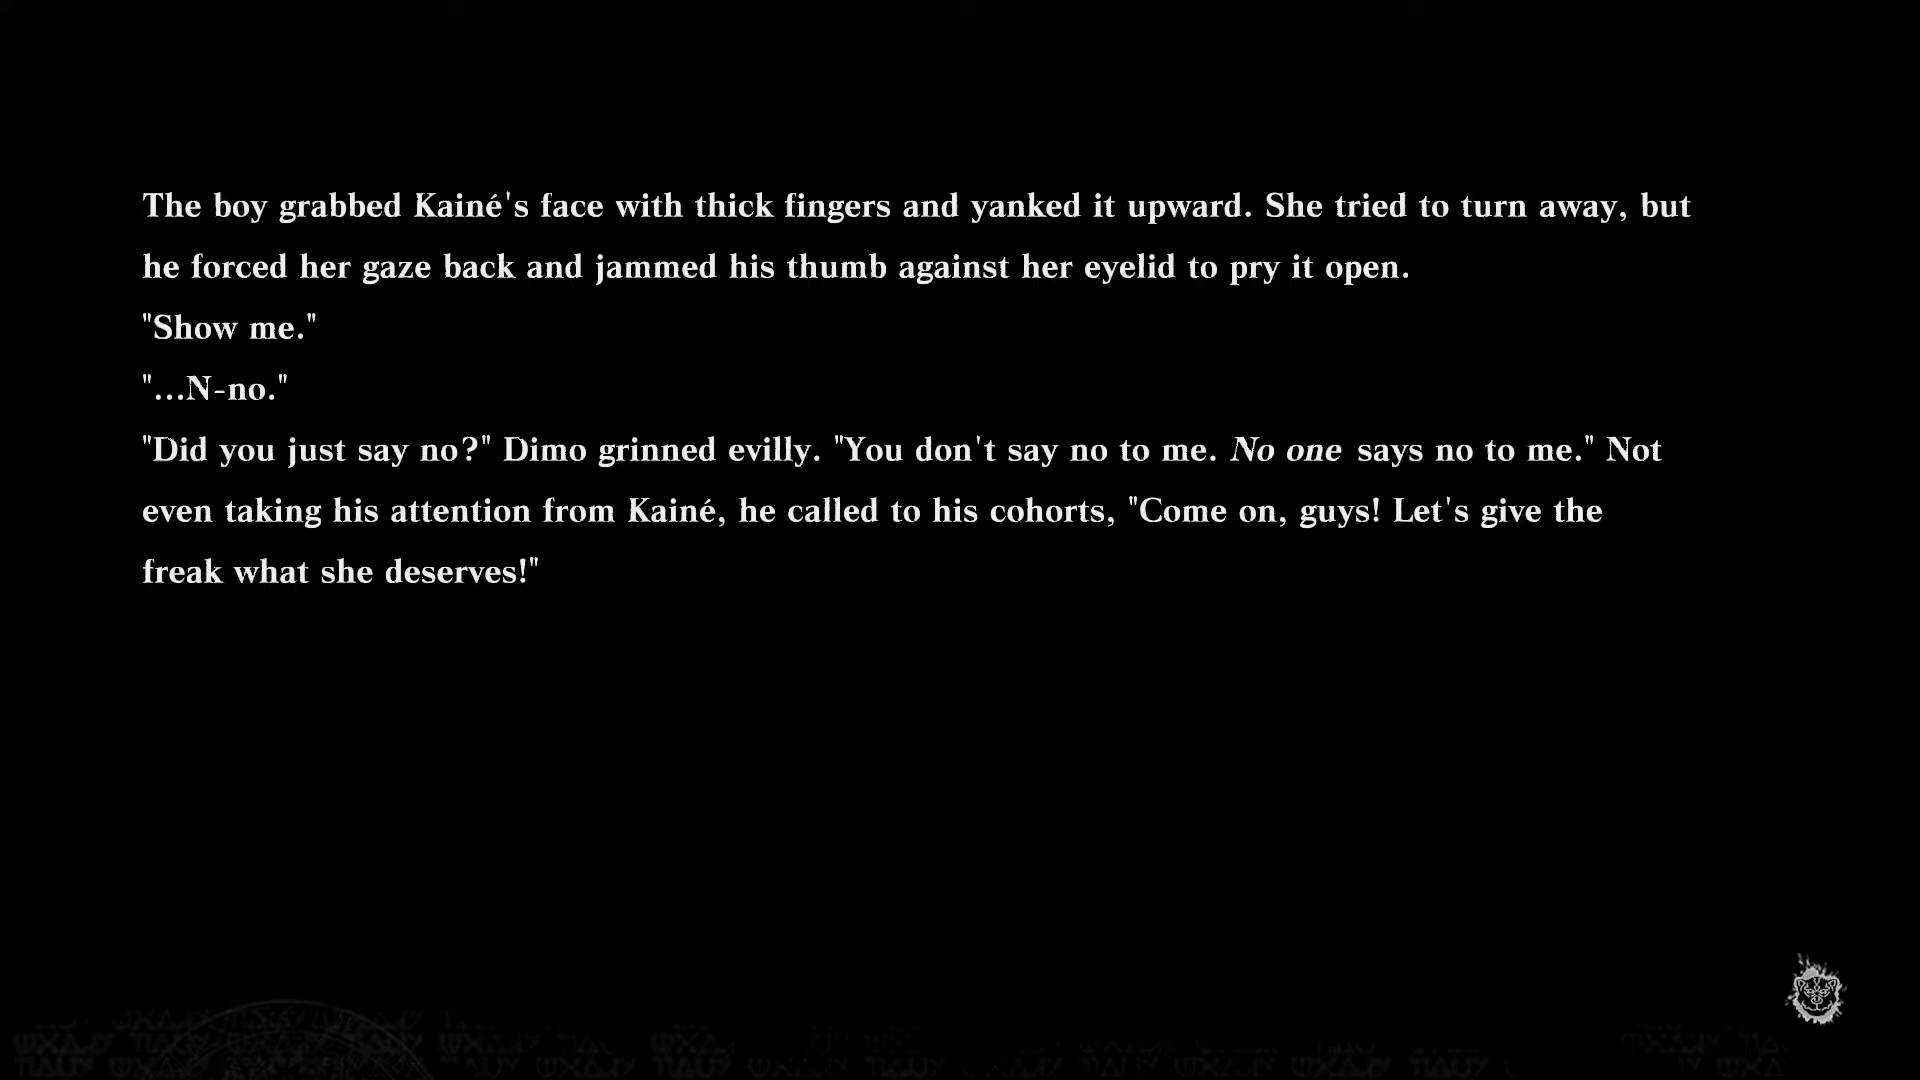 The boy grabbed Kainé's face with thick fingers and yanked it upward. She tried to turn away, but
he forced her gaze back and jammed his thumb against her eyelid to pry it open.
"Show me."
"...N-no."
"Did you just say no?" Dimo grinned evilly. "You don't say no to me. No one says no to me." Not
even taking his attention from Kainé, he called to his cohorts, "Come on, guys! Let's give the
freak what she deserves!"